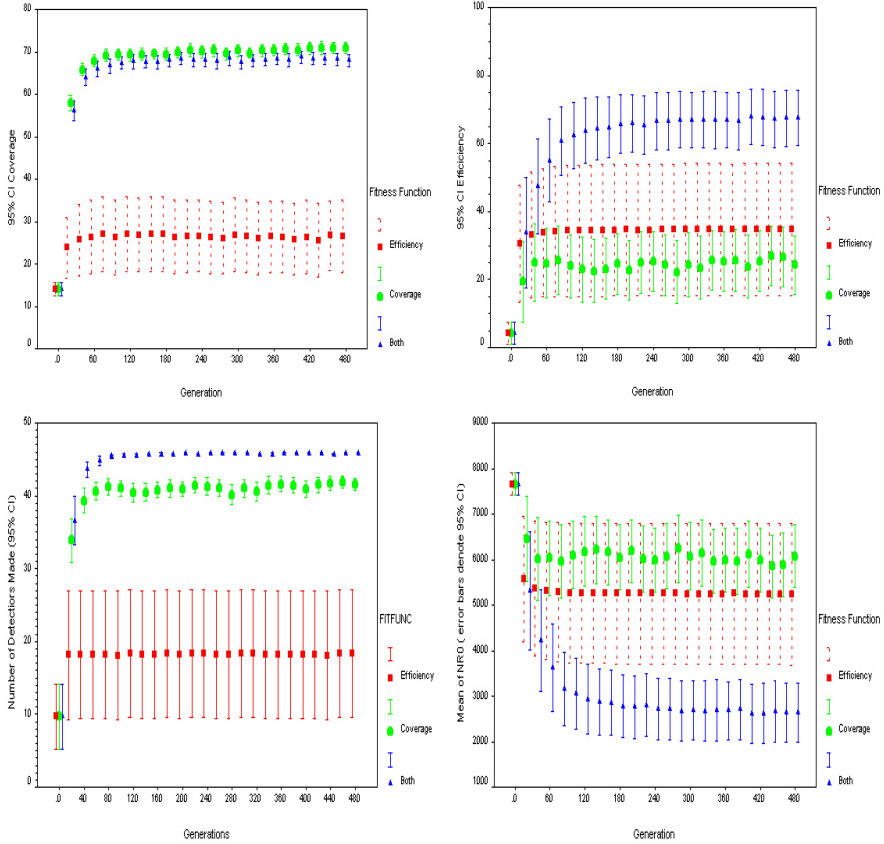 80
70
60
50
40
30
20
10
0
95% CI Coverage
.0 60 120 180 240 300 360 420 480
Generation
Fitness Function
Efficiency
Coverage
Both
100
80
60
40
20
0
95% CI Efficiciency
.0 60 120 180 240 300 360 420 480
Generation
Fitness Function
Efficiency
Coverage
Both
50
40
30
20
10
0
Number of Detectiors Made (95% CI)
.0 40 80 120 160 200 240 280 320 360 400 440 480
Generations
FITFUNC
Efficiency
Coverage
Both
9000
8000
7000
6000
5000
4000
3000
2000
1000
Mean of NRO ( error bars denote 95% CI)
.0 60 120 180 240 300 360 420 480
Generation
Fitness Function
Efficiency
Coverage
Both